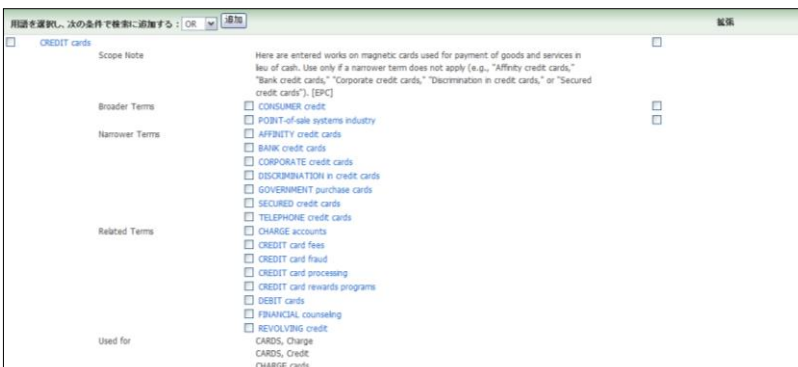 用語を選択し、次の条件で検索に追加する： OR 追加 拡張
CREDIT cards
Scope Note Here are entered works on magnetic cards used for payment of goods and services in
lieu of cash. Use only if a narrower term does not apply (e.g., "Affinity credit cards,"
"Bank credit cards," "Corporate credit cards," "Discrimination in credit cards," or "Secured
credit cards"). [EPC]
Broader Terms CONSUMER credit
POINT-of-sale systems industry
Narrower Terms AFFINITY credit cards
BANK credit cards
CORPORATE credit cards
DISCRIMINATION in credit cards
GOVERNMENT purchase cards
SECURED credit cards
TELEPHONE credit cards
Related Terms CHARGE accounts
CREDIT card fees
CREDIT card fraud
CREDIT card processing
CREDIT card rewards programs
DEBIT cards
FINANCIAL counseling
REVOLVING credit
Used for CARDS, Charge
CARDS, Credit
CHARGE cards